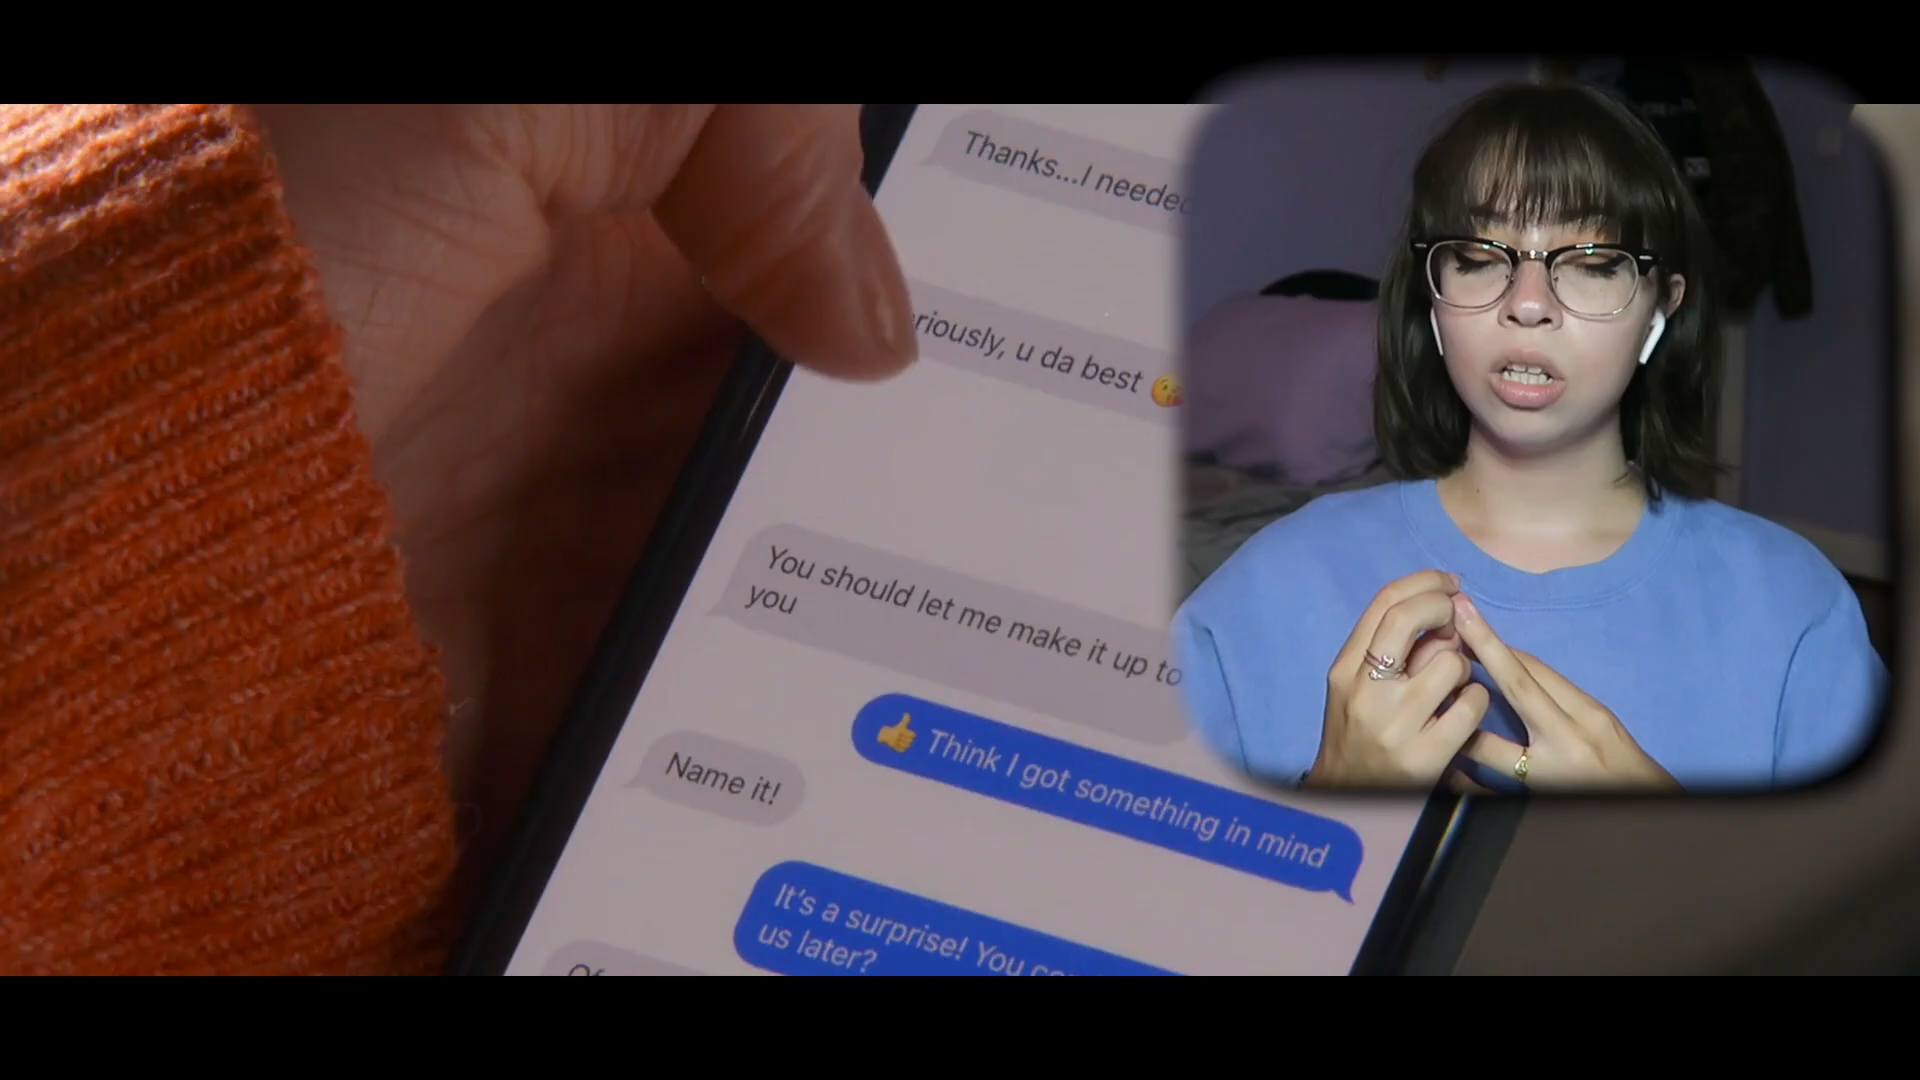 Thanks...I needed
riously, u da best 😘
You should let me make it up to
you
👍 Think I got something in mind
Name it!
It's a surprise! You
us later?